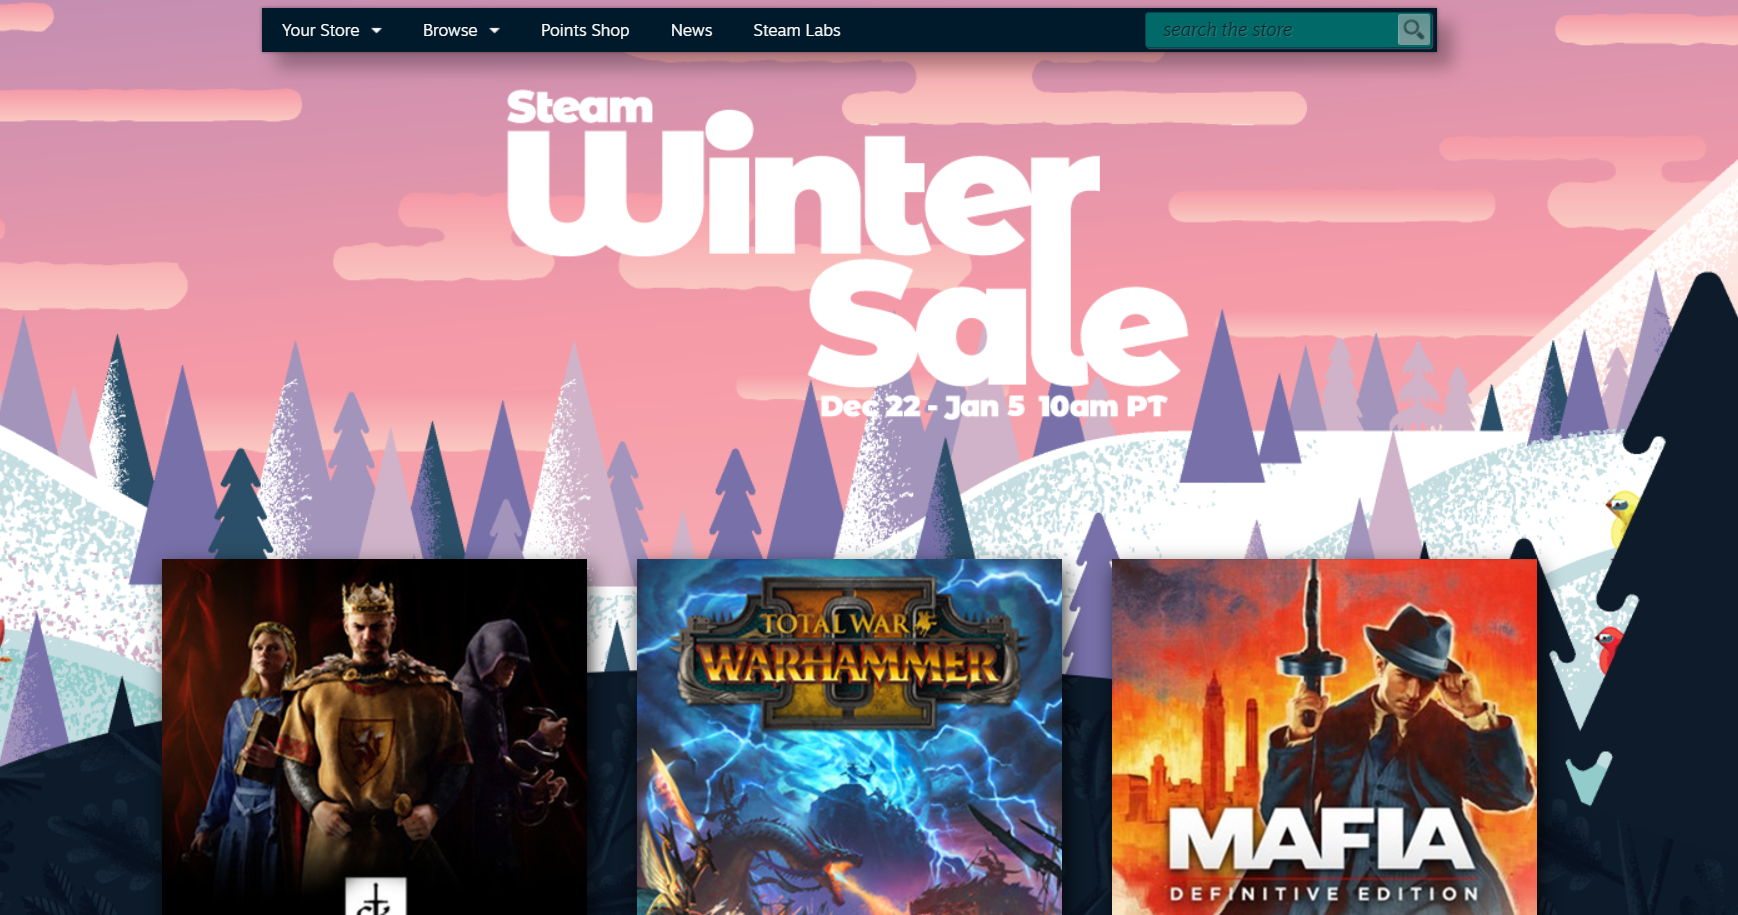 Your Store Browse Points Shop News Steam Labs search the store
Steam
Winter
Sale
Dec 22 - Jan 5 10am PT
TOTAL WAR
WARHAMMER
II
MAFIA
DEFINITIVE EDITION